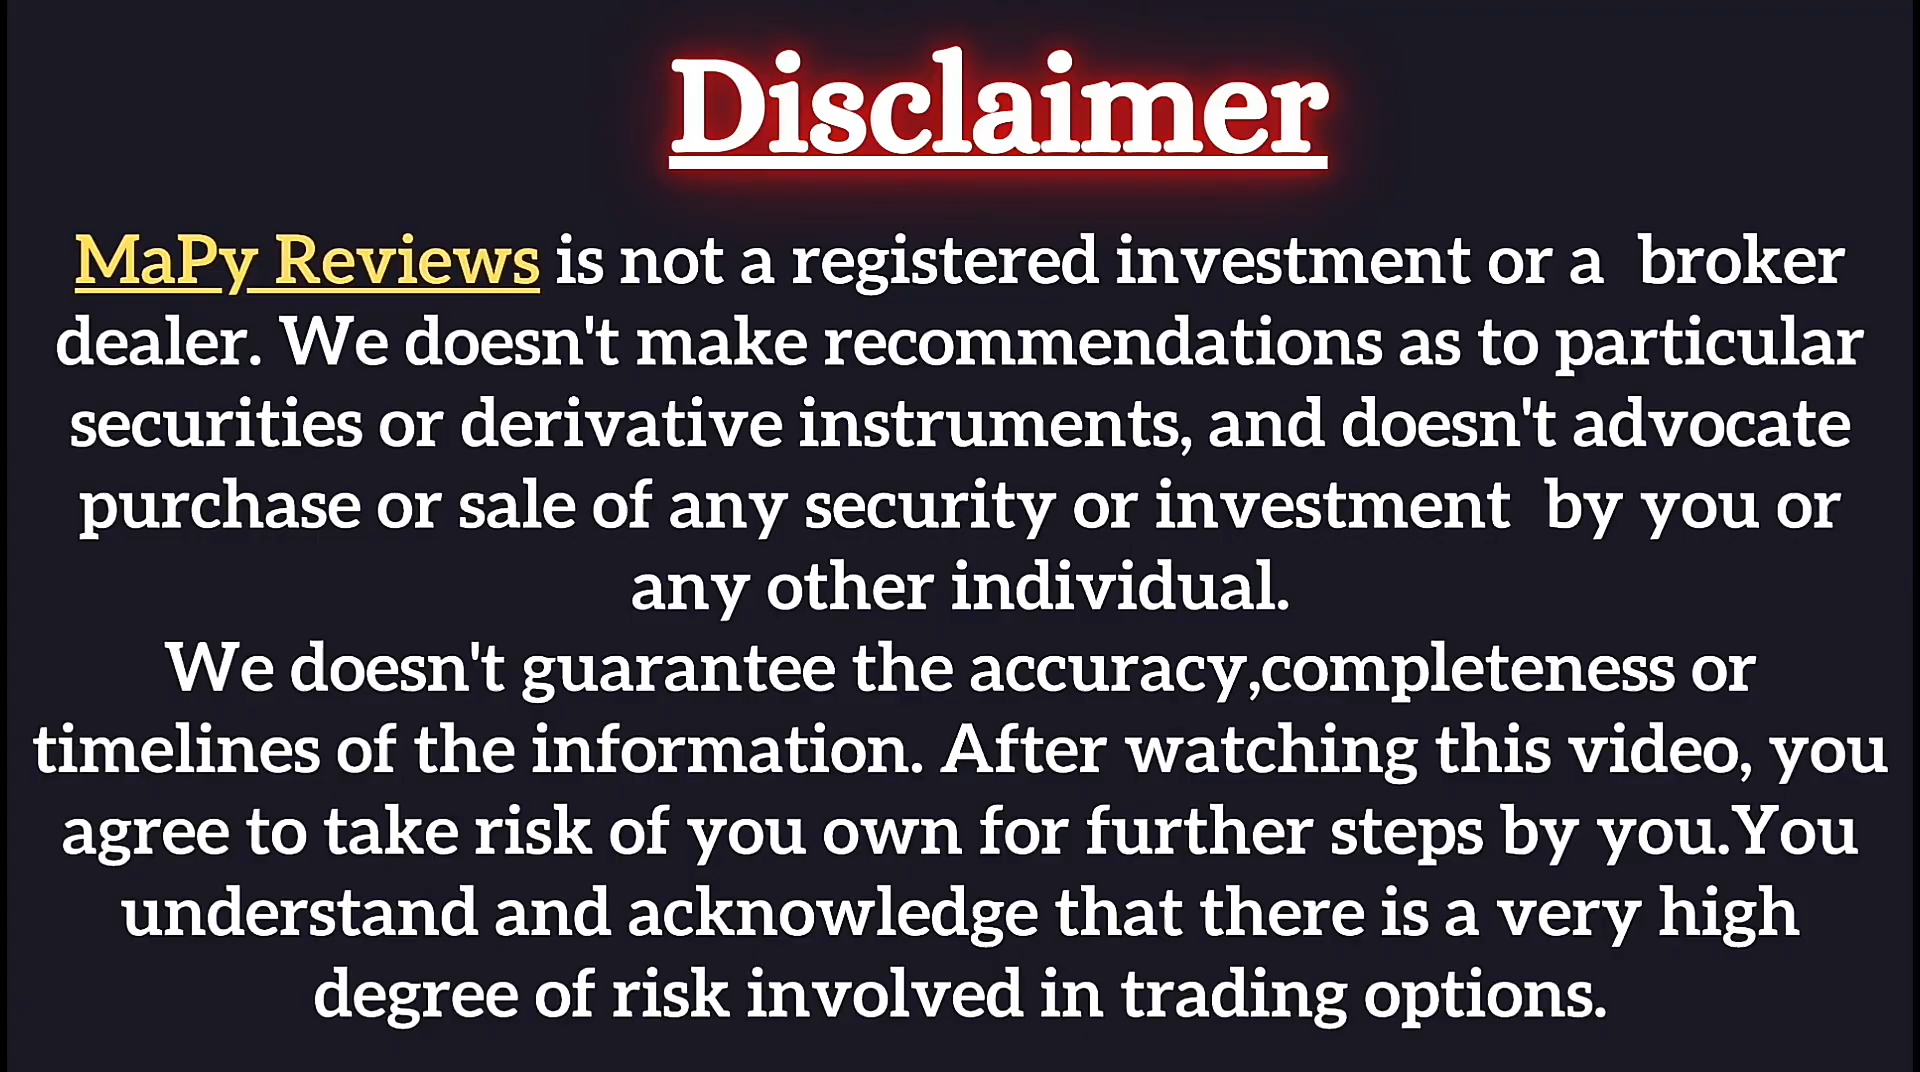 Disclaimer
MaPy Reviews is not a registered investment or a  broker
dealer. We doesn't make recommendations as to particular
securities or derivative instruments, and doesn't advocate
purchase or sale of any security or investment  by you or
any other individual.
We doesn't guarantee the accuracy,completeness or
timelines of the information. After watching this video, you
agree to take risk of you own for further steps by you.You
understand and acknowledge that there is a very high
degree of risk involved in trading options.